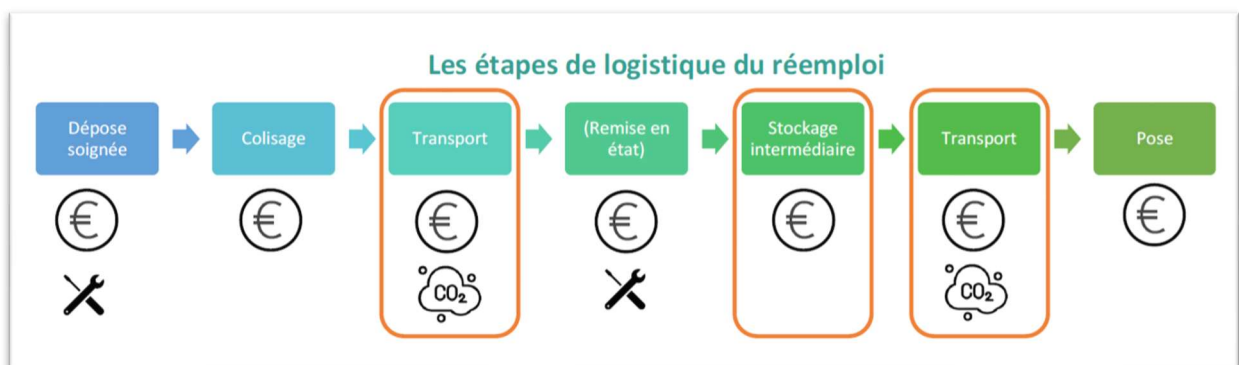 Les étapes de logistique du réemploi
Dépose
soignée
Colisage
Transport
(Remise en
état)
Stockage
intermédiaire
Transport
Pose
€
€
€
€
€
€
€
CO₂
CO₂